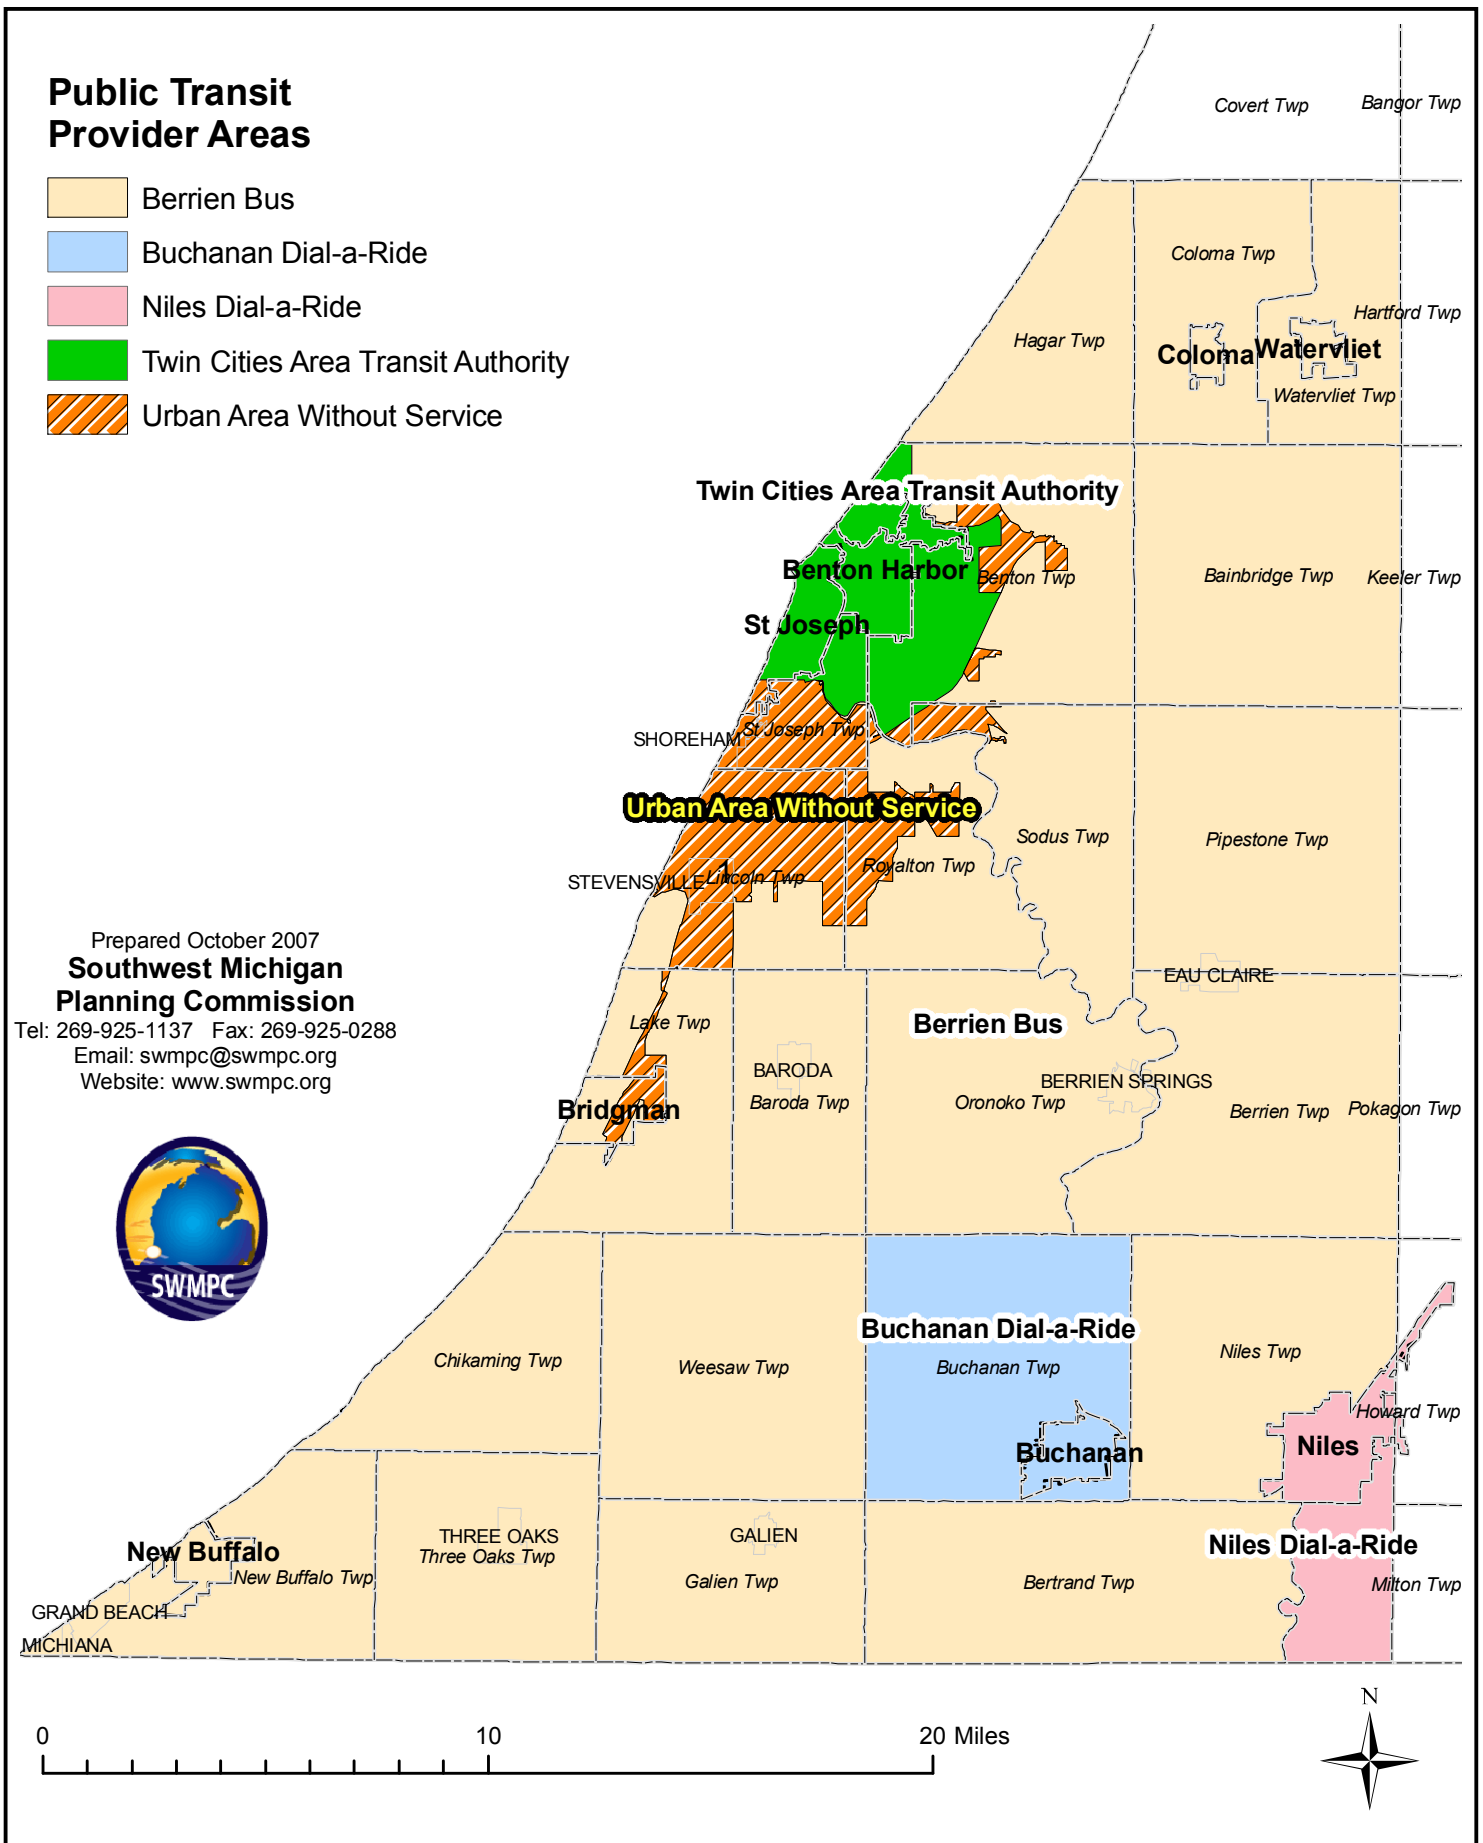 Public Transit
Provider Areas
Berrien Bus
Buchanan Dial-a-Ride
Niles Dial-a-Ride
Twin Cities Area Transit Authority
Urban Area Without Service
Covert Twp
Bangor Twp
Coloma Twp
Hartford Twp
Hagar Twp
Coloma
Watervliet
Watervliet Twp
Twin Cities Area Transit Authority
Benton Harbor
Benton Twp
Bainbridge Twp
Keeler Twp
St Joseph
SHOREHAM
St Joseph Twp
Urban Area Without Service
Sodus Twp
Pipestone Twp
Royalton Twp
STEVENSVILLE
Lincoln Twp
Prepared October 2007
Southwest Michigan
Planning Commission
Tel: 269-925-1137 Fax: 269-925-0288
Email: swmpc@swmpc.org
Website: www.swmpc.org
SWMPC
EAU CLAIRE
Lake Twp
Berrien Bus
BARODA
Baroda Twp
BERRIEN SPRINGS
Oronoko Twp
Berrien Twp
Pokagon Twp
Bridgman
Buchanan Dial-a-Ride
Buchanan Twp
Niles Twp
Chikaming Twp
Weesaw Twp
Howard Twp
Buchanan
Niles
New Buffalo
New Buffalo Twp
THREE OAKS
Three Oaks Twp
GALIEN
Galien Twp
Niles Dial-a-Ride
Bertrand Twp
Milton Twp
GRAND BEACH
MICHIANA
0 10 20 Miles
N